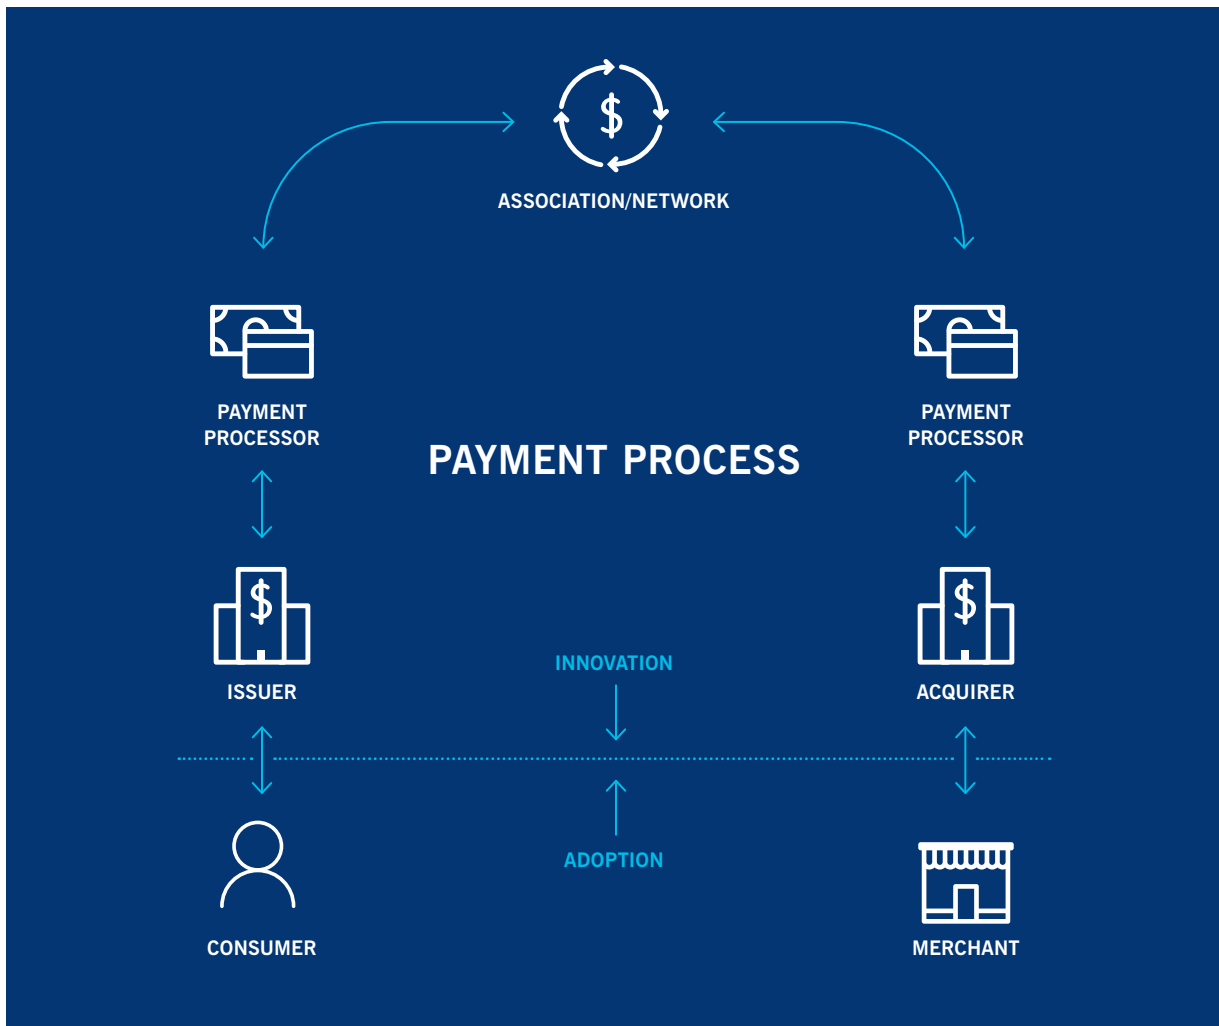 $
ASSOCIATION/NETWORK
PAYMENT
PROCESSOR
PAYMENT
PROCESSOR
PAYMENT PROCESS
$
ISSUER
$
ACQUIRER
INNOVATION
ADOPTION
CONSUMER
MERCHANT